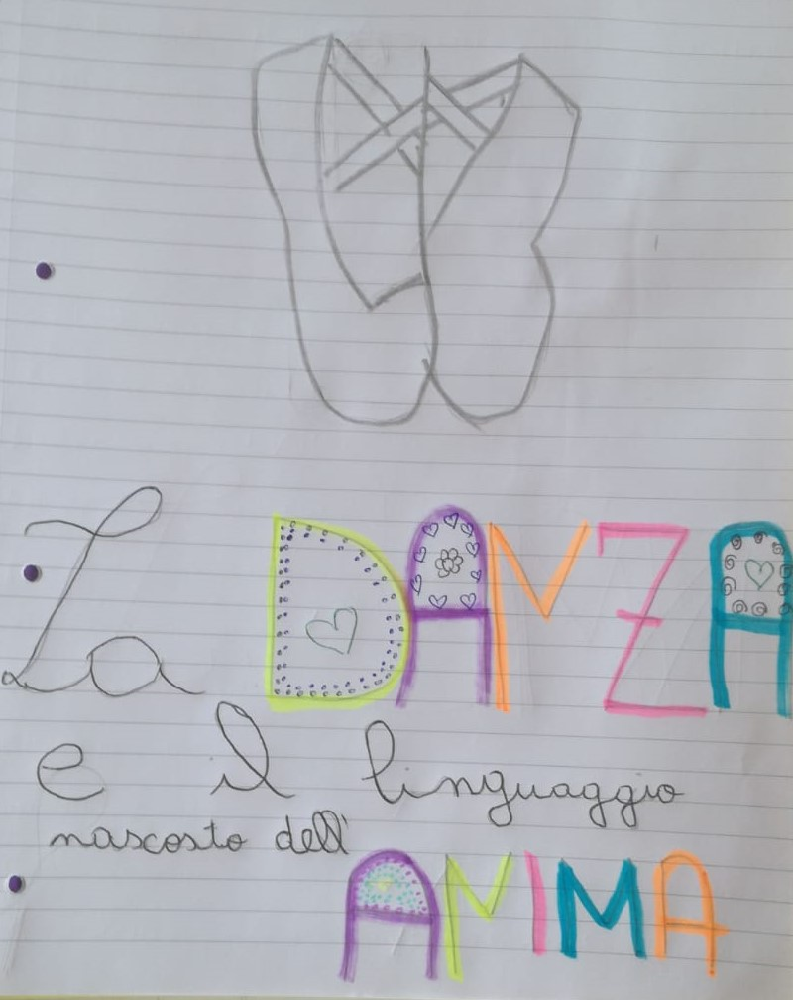 La DANZA
e il linguaggio
nascosto dell'
ANIMA